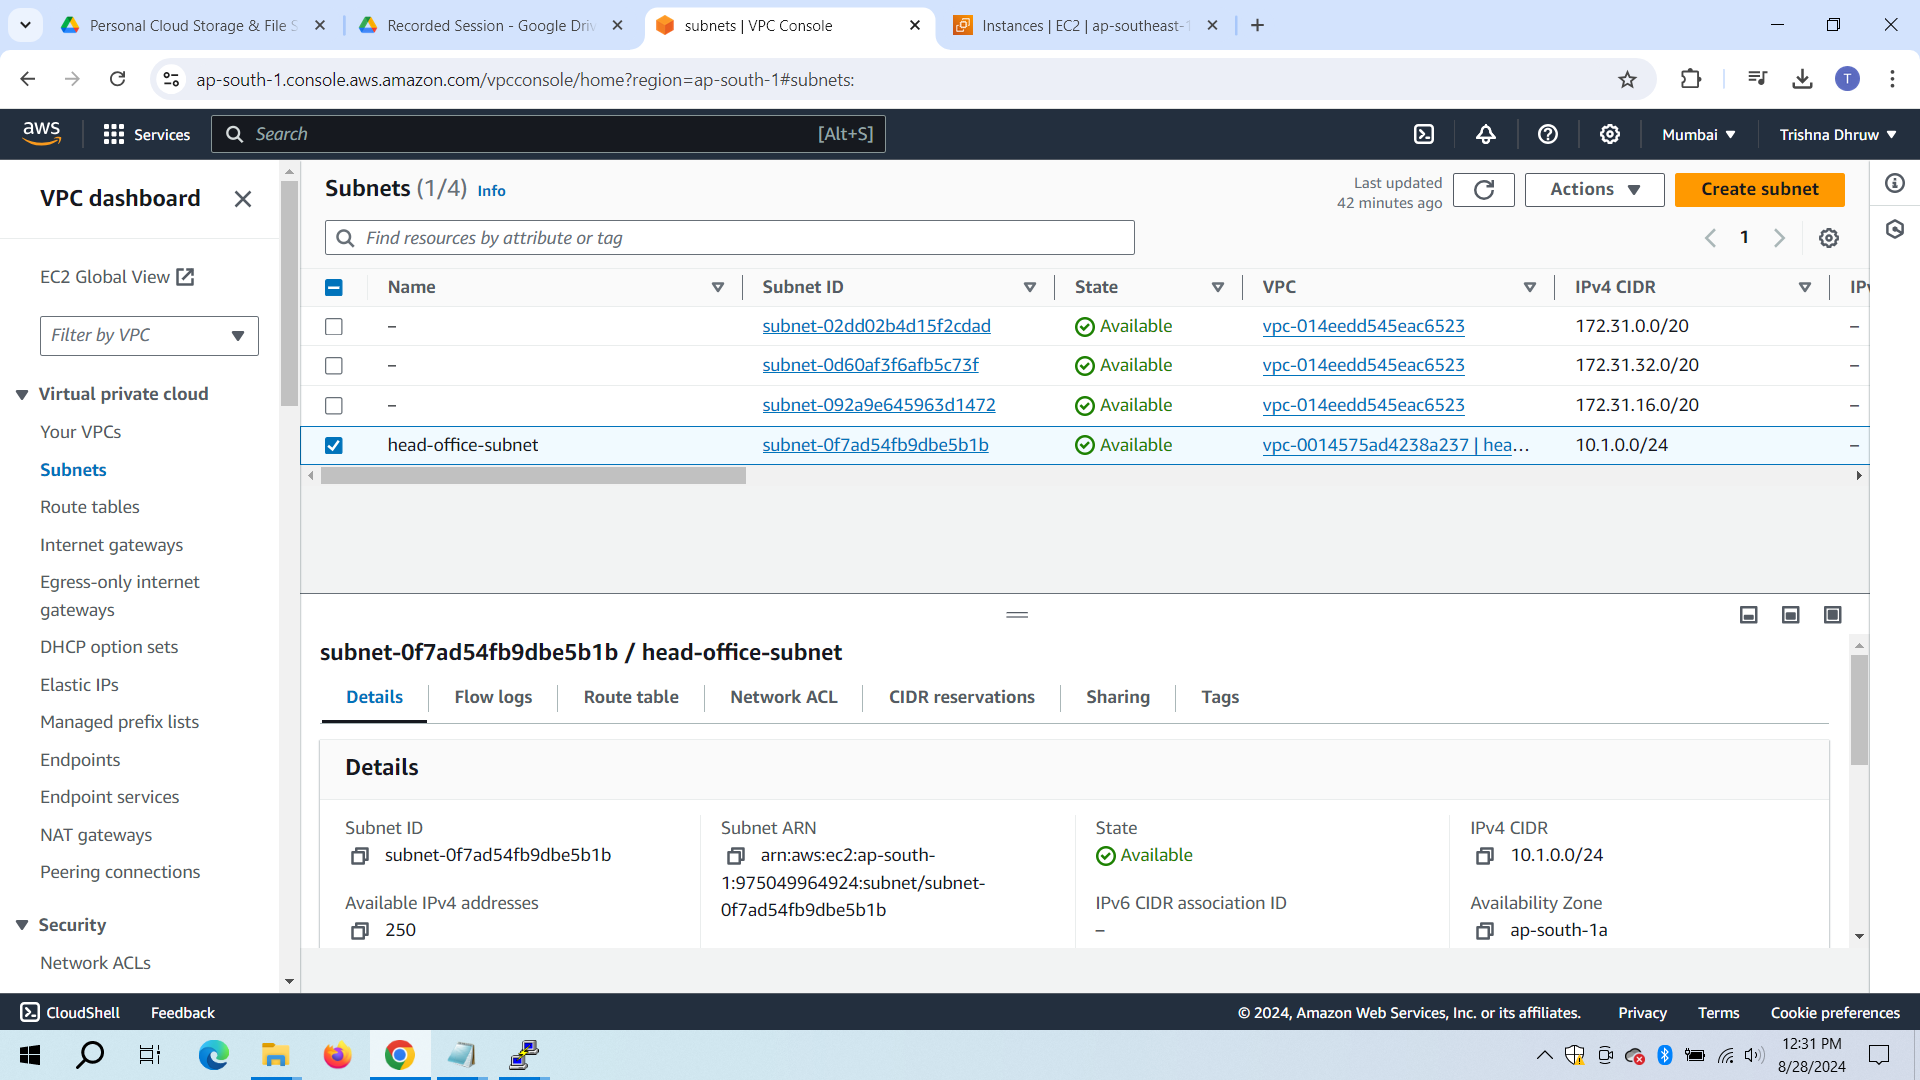 Personal Cloud Storage & File S
Recorded Session - Google Driv
subnets | VPC Console
Instances | EC2 | ap-southeast-1
ap-south-1.console.aws.amazon.com/vpcconsole/home?region=ap-south-1#subnets:
T
aws
Services
Search
[Alt+S]
Mumbai
Trishna Dhruw
VPC dashboard
EC2 Global View
Filter by VPC
Virtual private cloud
Your VPCs
Subnets
Route tables
Internet gateways
Egress-only internet
gateways
DHCP option sets
Elastic IPs
Managed prefix lists
Endpoints
Endpoint services
NAT gateways
Peering connections
Security
Network ACLs
Subnets (1/4) Info
Last updated
42 minutes ago
Actions
Create subnet
Find resources by attribute or tag
1
Name Subnet ID State VPC IPv4 CIDR IPv
– subnet-02dd02b4d15f2cdad Available vpc-014eedd545eac6523 172.31.0.0/20 –
– subnet-0d60af3f6afb5c73f Available vpc-014eedd545eac6523 172.31.32.0/20 –
– subnet-092a9e645963d1472 Available vpc-014eedd545eac6523 172.31.16.0/20 –
head-office-subnet subnet-0f7ad54fb9dbe5b1b Available vpc-0014575ad4238a237 | hea... 10.1.0.0/24 –
subnet-0f7ad54fb9dbe5b1b / head-office-subnet
Details Flow logs Route table Network ACL CIDR reservations Sharing Tags
Details
Subnet ID
subnet-0f7ad54fb9dbe5b1b
Available IPv4 addresses
250
Subnet ARN
arn:aws:ec2:ap-south-
1:975049964924:subnet/subnet-
0f7ad54fb9dbe5b1b
State
Available
IPv6 CIDR association ID
–
IPv4 CIDR
10.1.0.0/24
Availability Zone
ap-south-1a
CloudShell Feedback
© 2024, Amazon Web Services, Inc. or its affiliates. Privacy Terms Cookie preferences
12:31 PM
8/28/2024